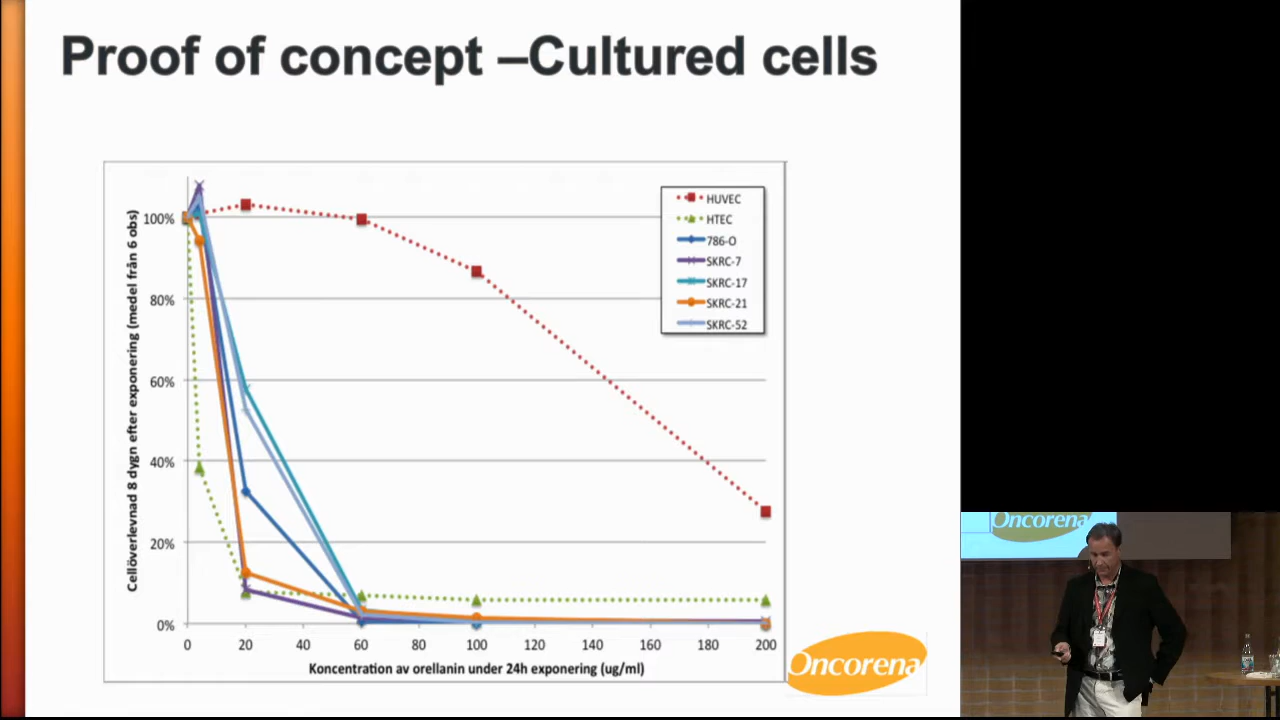 Proof of concept –Cultured cells
Cellöverlevnad 8 dygn efter exponering (medel från 6 obs)
100%
80%
60%
40%
20%
0%
HUVEC
HTEC
786-O
SKRC-7
SKRC-17
SKRC-21
SKRC-52
0 20 40 60 80 100 120 140 160 180 200
Koncentration av orellanin under 24h exponering (ug/ml)
Oncorena
Oncorena